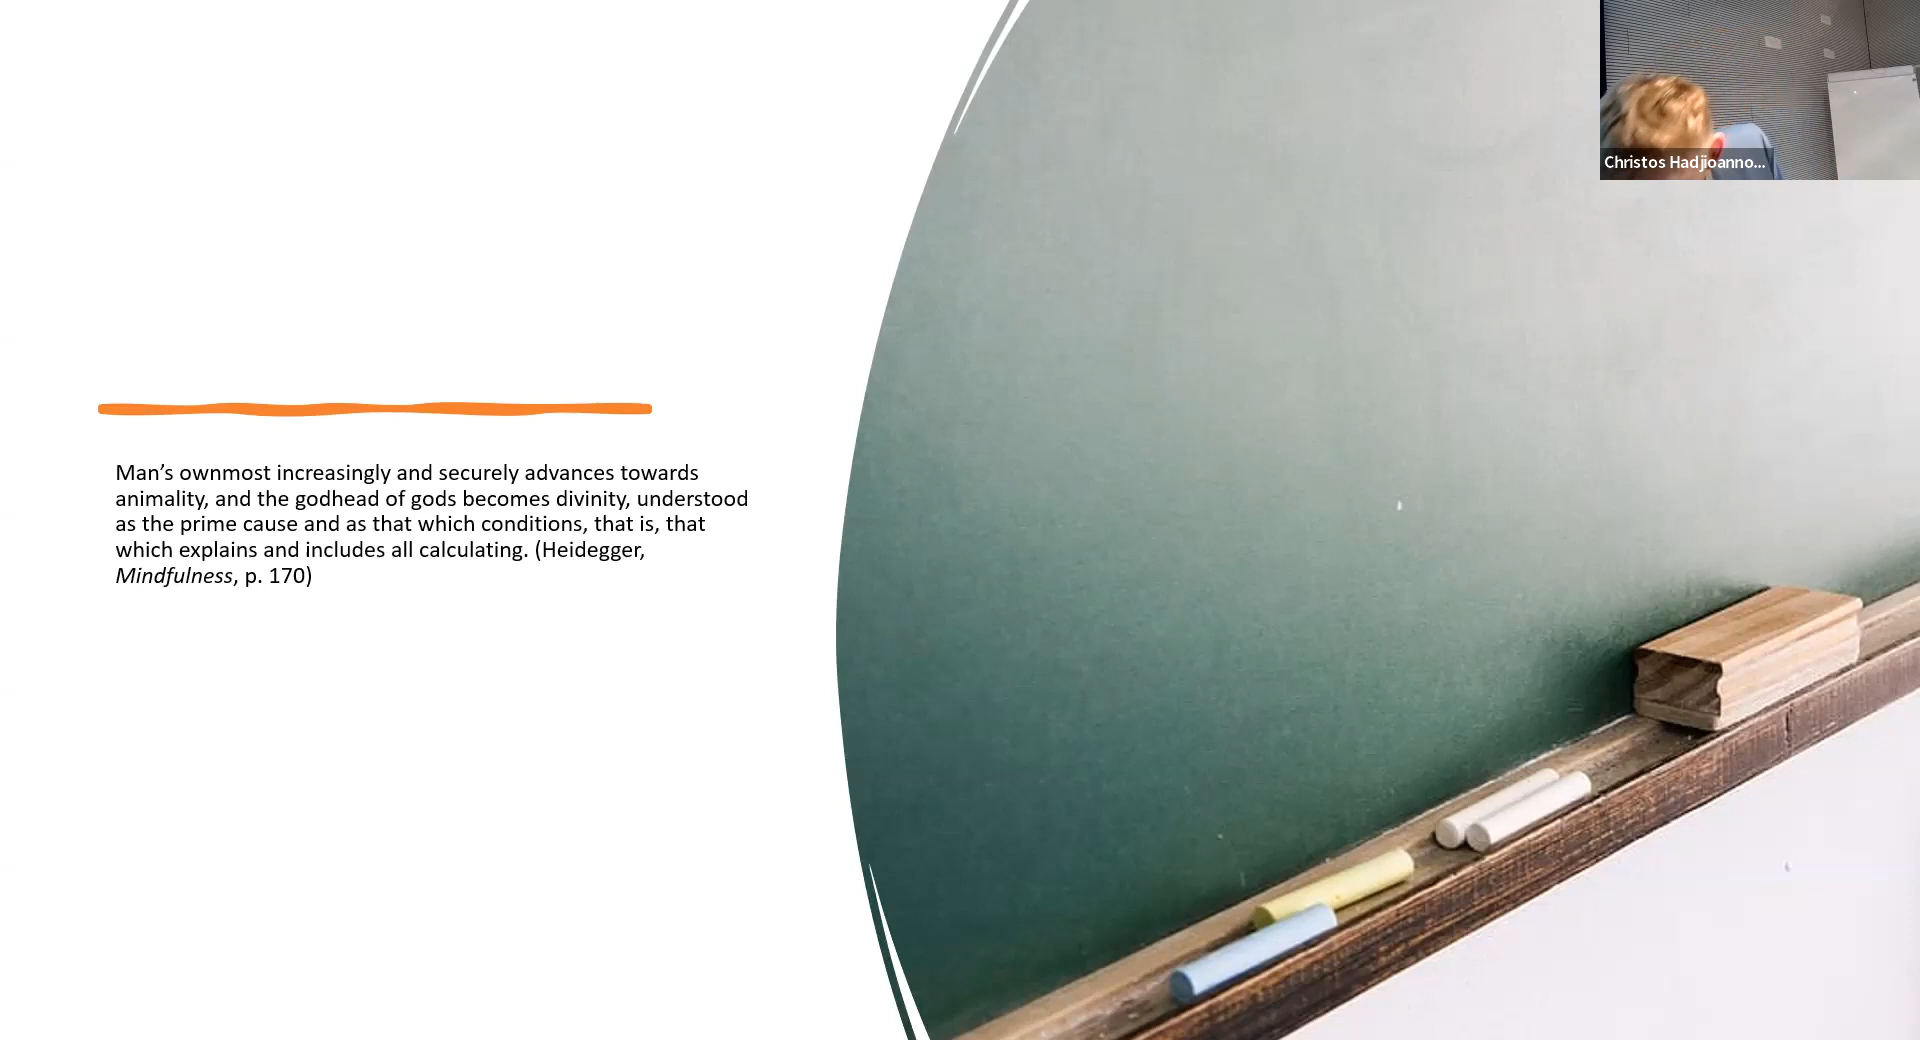 Christos Hadjioanno...
Man’s ownmost increasingly and securely advances towards
animality, and the godhead of gods becomes divinity, understood
as the prime cause and as that which conditions, that is, that
which explains and includes all calculating. (Heidegger,
Mindfulness, p. 170)